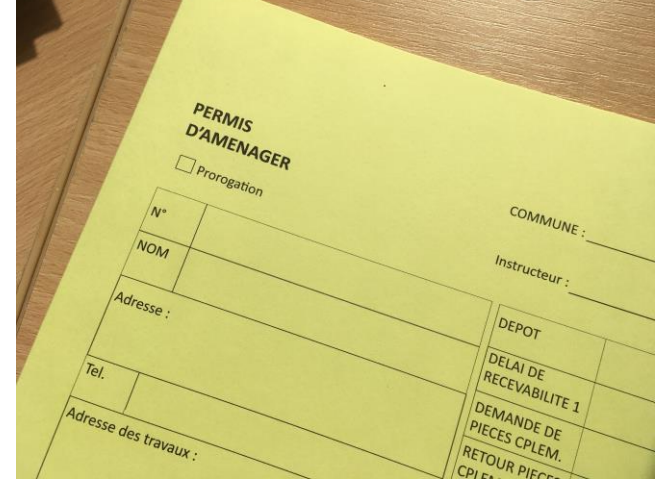 PERMIS
D'AMENAGER
Prorogation
COMMUNE :
Instructeur :
N°
NOM
Adresse :
Tel.
Adresse des travaux :
DEPOT
DELAI DE
RECEVABILITE 1
DEMANDE DE
PIECES CPLEM.
RETOUR PIECES